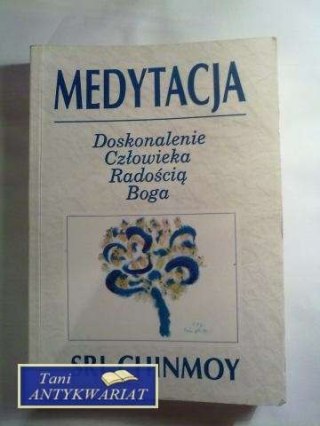 MEDYTACJA
Doskonalenie
Człowieka
Radością
Boga
SRI CHINMOY
Tani
ANTYKWARIAT